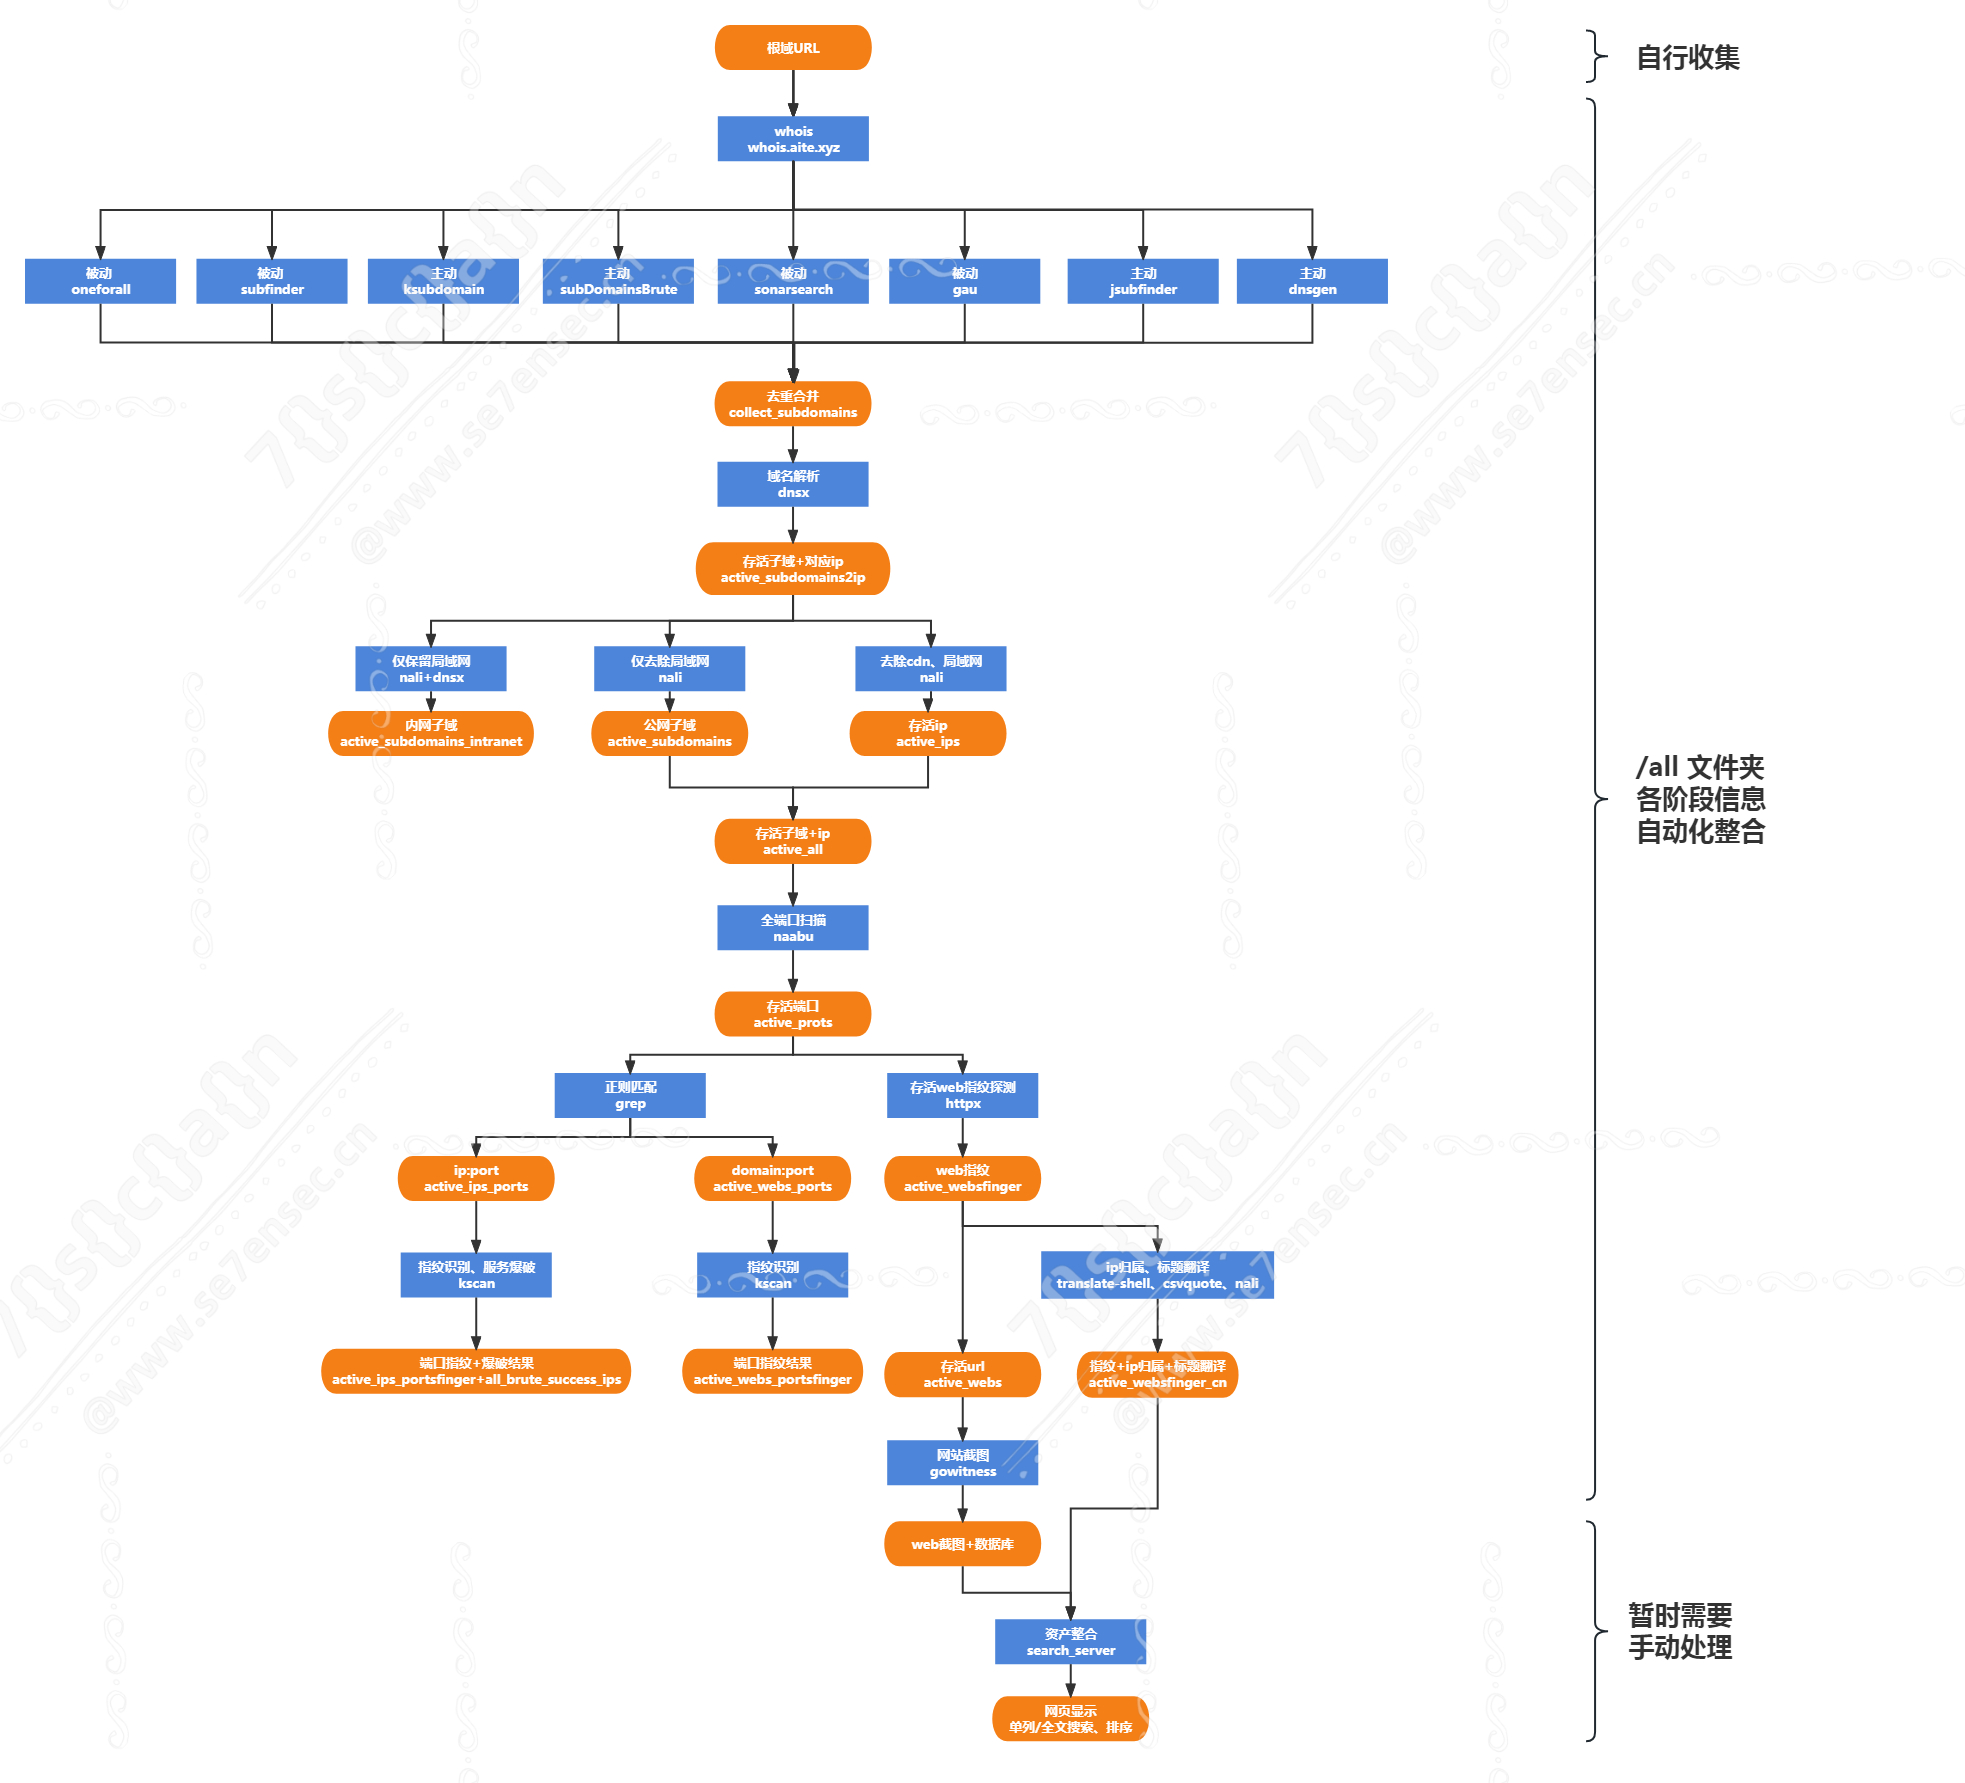 根域URL
自行收集
whois
whois.aite.xyz
被动
oneforall
被动
subfinder
主动
ksubdomain
主动
subDomainsBrute
被动
sonarsearch
被动
gau
主动
jsubfinder
主动
dnsgen
去重合并
collect_subdomains
域名解析
dnsx
存活子域+对应ip
active_subdomains2ip
仅保留局域网
nali+dnsx
仅去除局域网
nali
去除cdn、局域网
nali
内网子域
active_subdomains_intranet
公网子域
active_subdomains
存活ip
active_ips
/all 文件夹
各阶段信息
自动化整合
存活子域+ip
active_all
全端口扫描
naabu
存活端口
active_prots
正则匹配
grep
存活web指纹探测
httpx
ip:port
active_ips_ports
domain:port
active_webs_ports
web指纹
active_websfinger
指纹识别、服务爆破
kscan
指纹识别
kscan
ip归属、标题翻译
translate-shell、csvquote、nali
端口指纹+爆破结果
active_ips_portsfinger+all_brute_success_ips
端口指纹结果
active_webs_portsfinger
存活url
active_webs
指纹+ip归属+标题翻译
active_websfinger_cn
网站截图
gowitness
web截图+数据库
暂时需要
手动处理
资产整合
search_server
网页显示
单列/全文搜索、排序
7{}s{}c{}a{}n
@www.se7ensec.cn
7{}s{}c{}a{}n
@www.se7ensec.cn
7{}s{}c{}a{}n
@www.se7ensec.cn
7{}s{}c{}a{}n
@www.se7ensec.cn